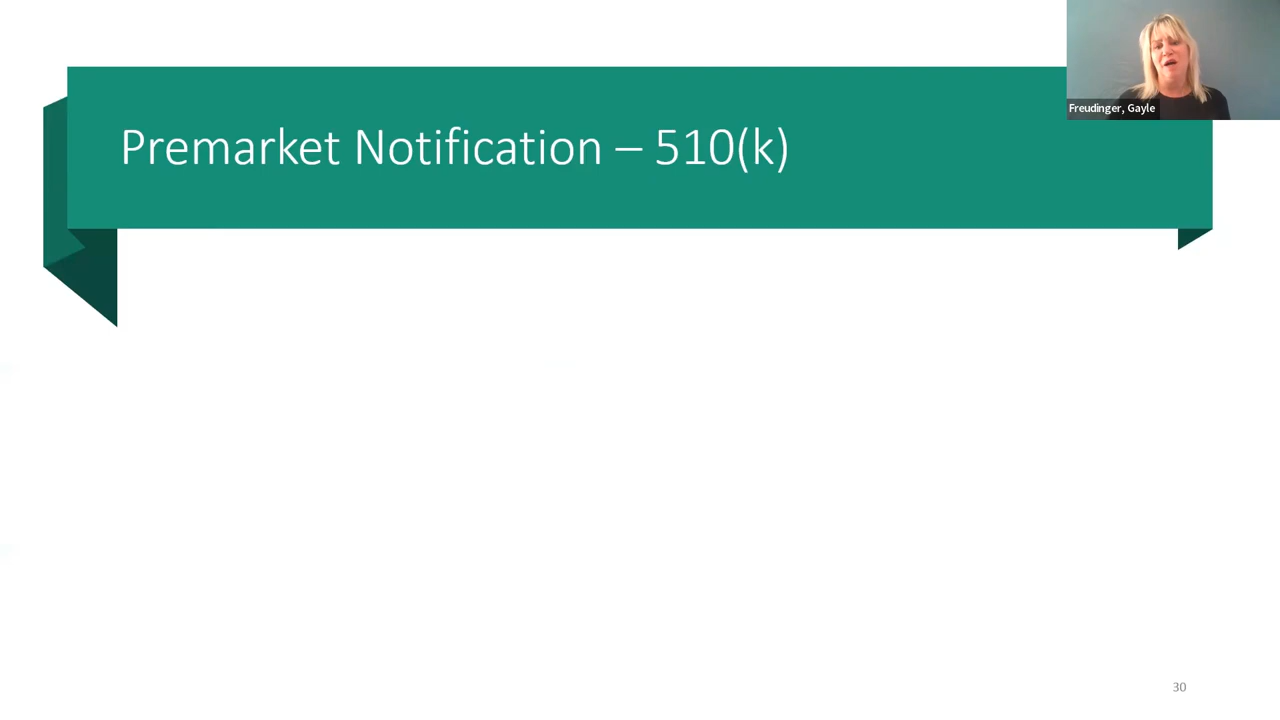 Premarket Notification – 510(k)
Freudinger, Gayle
30